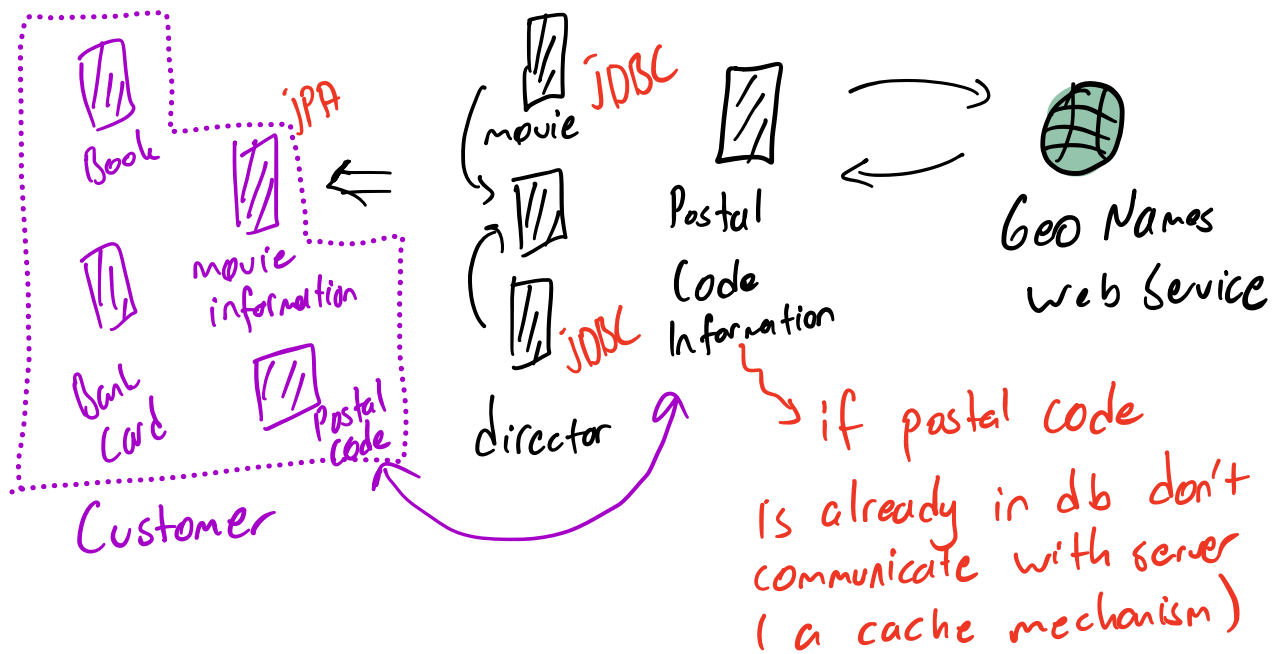 Book
jPA
movie
information
Bank
Card
Postal
code
Customer
movie
jDBC
jDBC
director
Postal
Code
Information
Geo Names
web Service
if postal code
is already in db don't
communicate with server
( a cache mechanism )